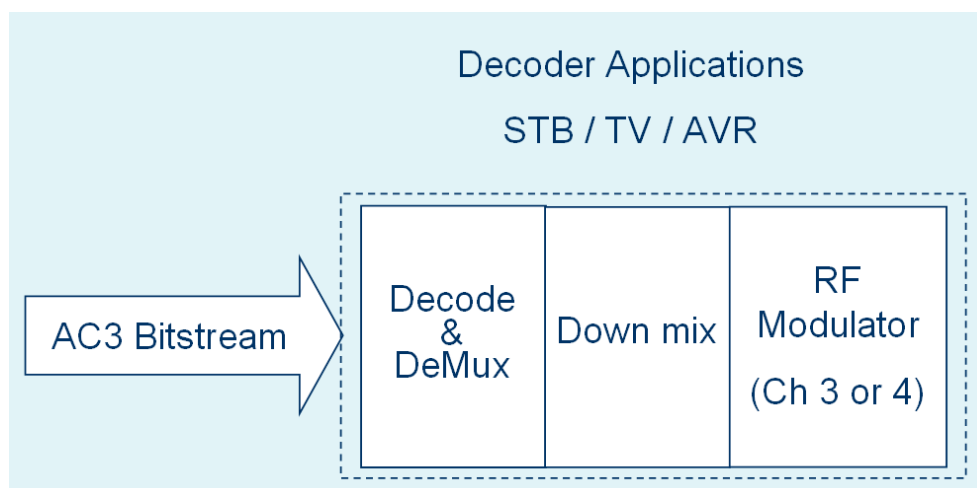 Decoder Applications
STB / TV / AVR
AC3 Bitstream
Decode
&
DeMux
Down mix
RF
Modulator
(Ch 3 or 4)